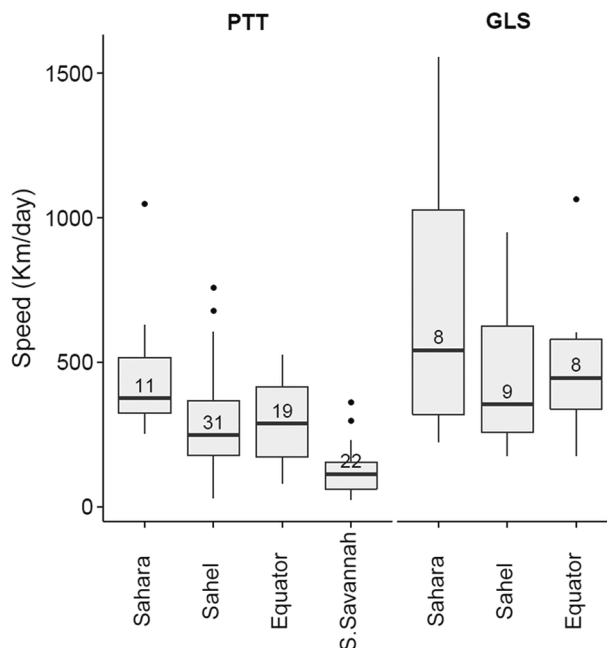 PTT GLS
Speed (Km/day)
1500
1000
500
0
11
31
19
22
8
9
8
Sahara
Sahel
Equator
S.Savannah
Sahara
Sahel
Equator